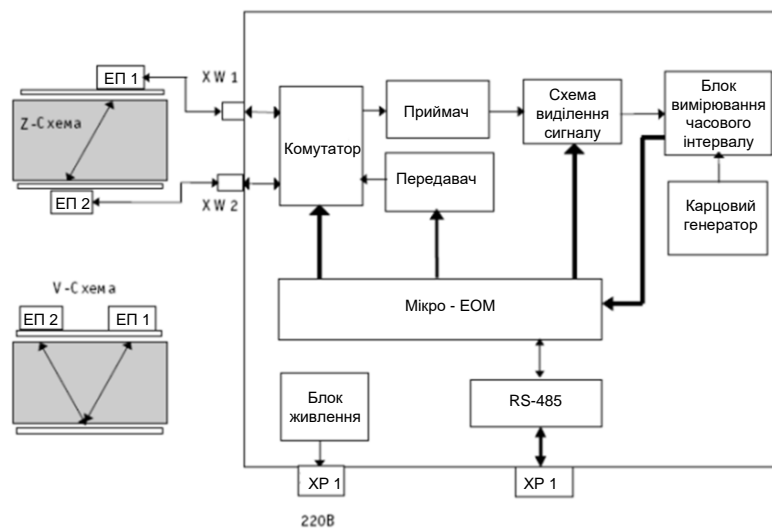 ЕП 1
XW 1
Z-Схема
ЕП 2
XW 2
Комутатор
Приймач
Передавач
Схема
виділення
сигналу
Блок
вимірювання
часового
інтервалу
Карцовий
генератор
V-Схема
ЕП 2
ЕП 1
Мікро - ЕОМ
Блок
живлення
RS-485
XP 1
XP 1
220В